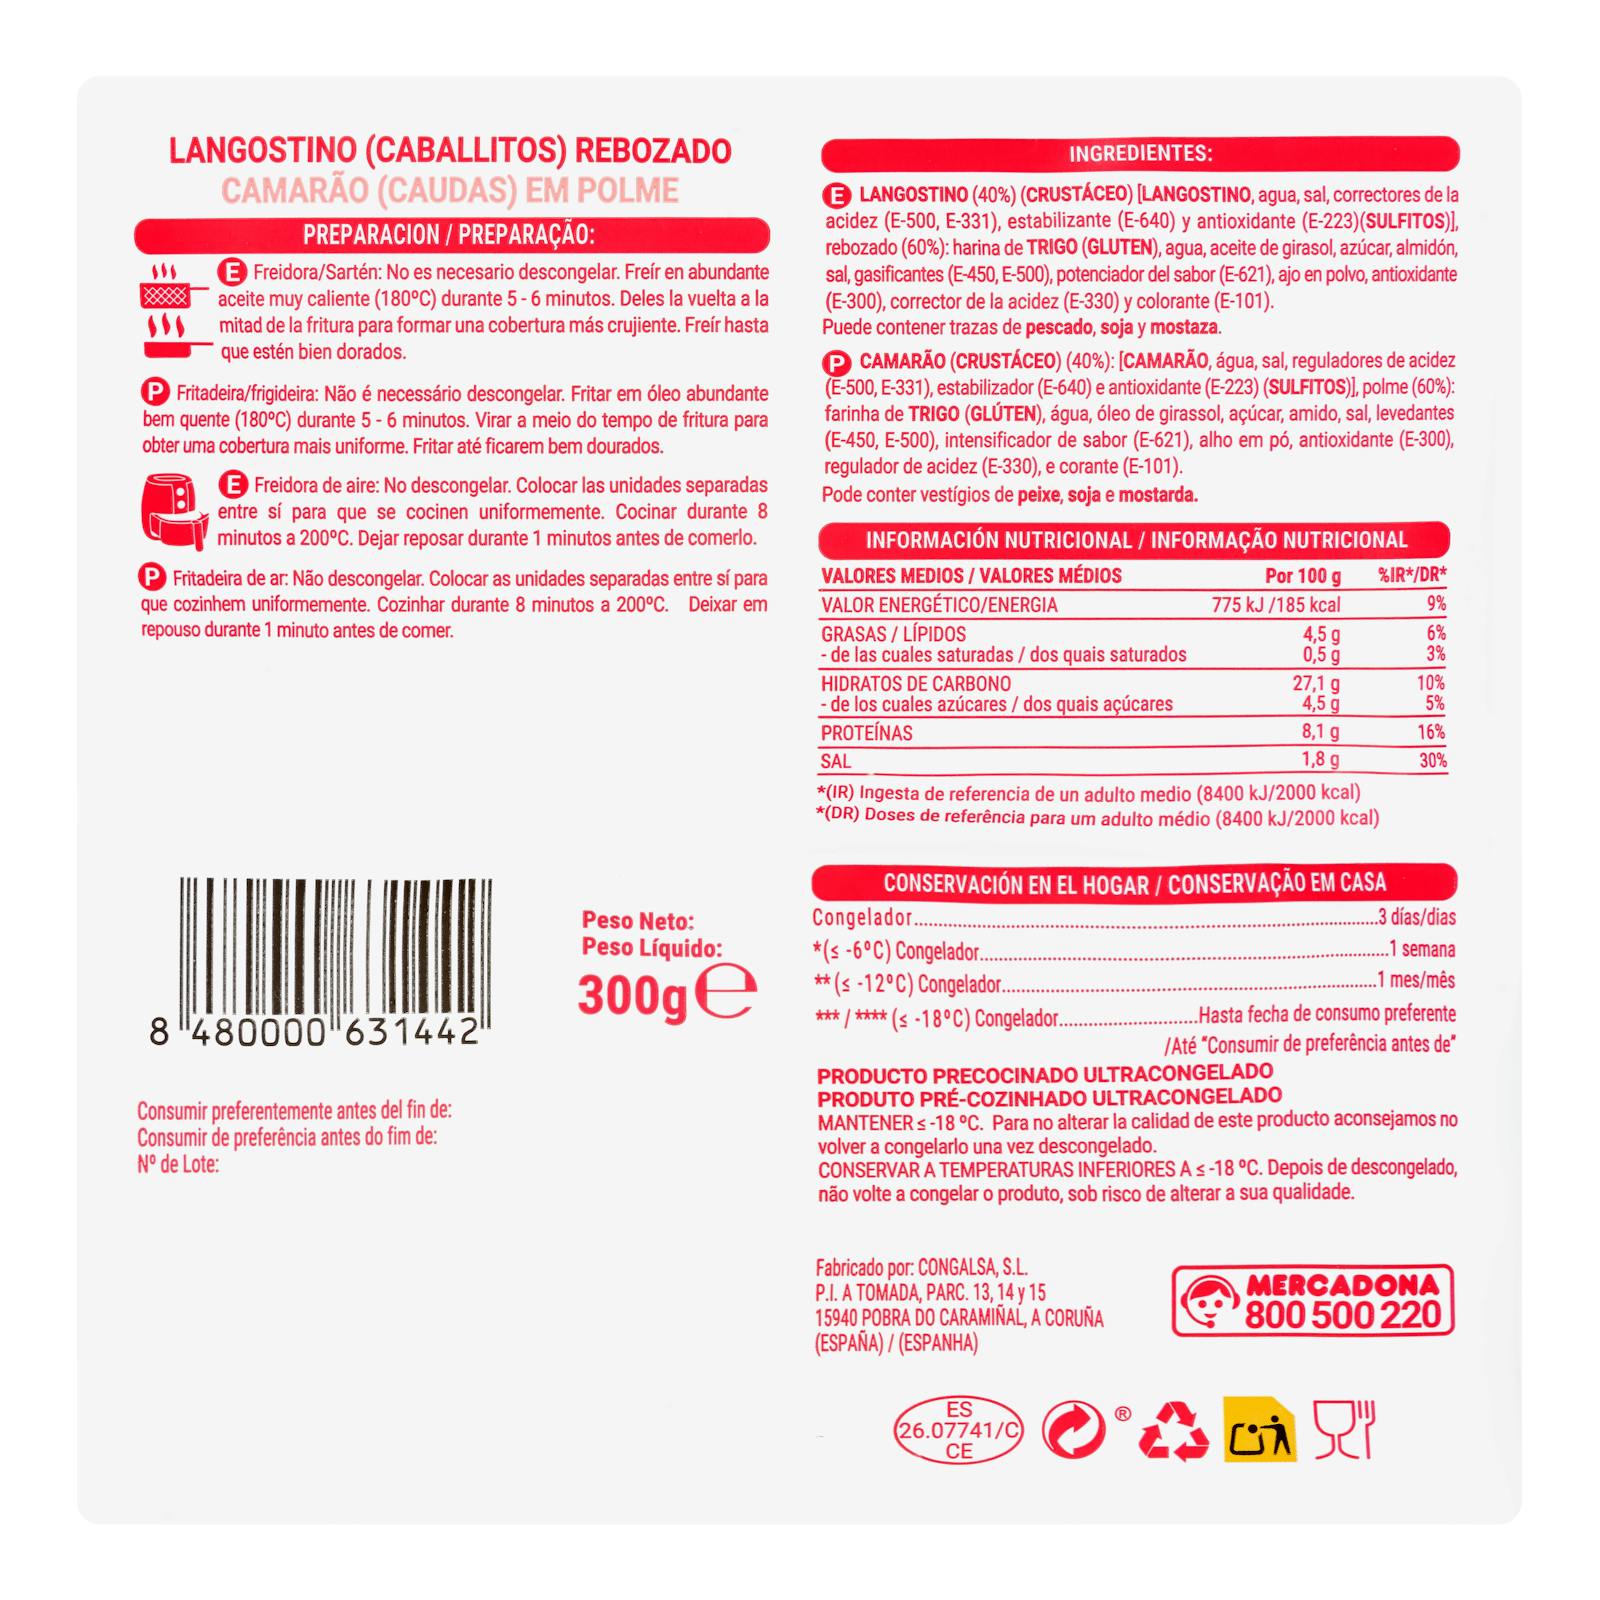 LANGOSTINO (CABALLITOS) REBOZADO
CAMARÃO (CAUDAS) EM POLME
PREPARACION / PREPARAÇÃO:
E Freidora/Sartén: No es necesario descongelar. Freír en abundante
aceite muy caliente (180ºC) durante 5 - 6 minutos. Deles la vuelta a la
mitad de la fritura para formar una cobertura más crujiente. Freír hasta
que estén bien dorados.
P Fritadeira/frigideira: Não é necessário descongelar. Fritar em óleo abundante
bem quente (180ºC) durante 5 - 6 minutos. Virar a meio do tempo de fritura para
obter uma cobertura mais uniforme. Fritar até ficarem bem dourados.
E Freidora de aire: No descongelar. Colocar las unidades separadas
entre sí para que se cocinen uniformemente. Cocinar durante 8
minutos a 200ºC. Dejar reposar durante 1 minutos antes de comerlo.
P Fritadeira de ar: Não descongelar. Colocar as unidades separadas entre sí para
que cozinhem uniformemente. Cozinhar durante 8 minutos a 200ºC. Deixar em
repouso durante 1 minuto antes de comer.
8 480000 631442
Peso Neto:
Peso Líquido:
300g e
Consumir preferentemente antes del fin de:
Consumir de preferência antes do fim de:
Nº de Lote:
INGREDIENTES:
E LANGOSTINO (40%) (CRUSTÁCEO) [LANGOSTINO, agua, sal, correctores de la
acidez (E-500, E-331), estabilizante (E-640) y antioxidante (E-223)(SULFITOS)],
rebozado (60%): harina de TRIGO (GLUTEN), agua, aceite de girasol, azúcar, almidón,
sal, gasificantes (E-450, E-500), potenciador del sabor (E-621), ajo en polvo, antioxidante
(E-300), corrector de la acidez (E-330) y colorante (E-101).
Puede contener trazas de pescado, soja y mostaza.
P CAMARÃO (CRUSTÁCEO) (40%): [CAMARÃO, água, sal, reguladores de acidez
(E-500, E-331), estabilizador (E-640) e antioxidante (E-223) (SULFITOS)], polme (60%):
farinha de TRIGO (GLÚTEN), água, óleo de girassol, açúcar, amido, sal, levedantes
(E-450, E-500), intensificador de sabor (E-621), alho em pó, antioxidante (E-300),
regulador de acidez (E-330), e corante (E-101).
Pode conter vestígios de peixe, soja e mostarda.
INFORMACIÓN NUTRICIONAL / INFORMAÇÃO NUTRICIONAL
VALORES MEDIOS / VALORES MÉDIOS Por 100 g %IR*/DR*
VALOR ENERGÉTICO/ENERGIA 775 kJ /185 kcal 9%
GRASAS / LÍPIDOS 4,5 g 6%
- de las cuales saturadas / dos quais saturados 0,5 g 3%
HIDRATOS DE CARBONO 27,1 g 10%
- de los cuales azúcares / dos quais açúcares 4,5 g 5%
PROTEÍNAS 8,1 g 16%
SAL 1,8 g 30%
*(IR) Ingesta de referencia de un adulto medio (8400 kJ/2000 kcal)
*(DR) Doses de referência para um adulto médio (8400 kJ/2000 kcal)
CONSERVACIÓN EN EL HOGAR / CONSERVAÇÃO EM CASA
Congelador...3 días/dias
*(≤ -6ºC) Congelador...1 semana
**(≤ -12ºC) Congelador...1 mes/mês
*** / **** (≤ -18ºC) Congelador...Hasta fecha de consumo preferente
/Até "Consumir de preferência antes de"
PRODUCTO PRECOCINADO ULTRACONGELADO
PRODUTO PRÉ-COZINHADO ULTRACONGELADO
MANTENER ≤ -18 ºC. Para no alterar la calidad de este producto aconsejamos no
volver a congelarlo una vez descongelado.
CONSERVAR A TEMPERATURAS INFERIORES A ≤ -18 ºC. Depois de descongelado,
não volte a congelar o produto, sob risco de alterar a sua qualidade.
Fabricado por: CONGALSA, S.L.
P.I. A TOMADA, PARC. 13, 14 y 15
15940 POBRA DO CARAMIÑAL, A CORUÑA
(ESPAÑA) / (ESPANHA)
MERCADONA
800 500 220
ES
26.07741/C
CE
®